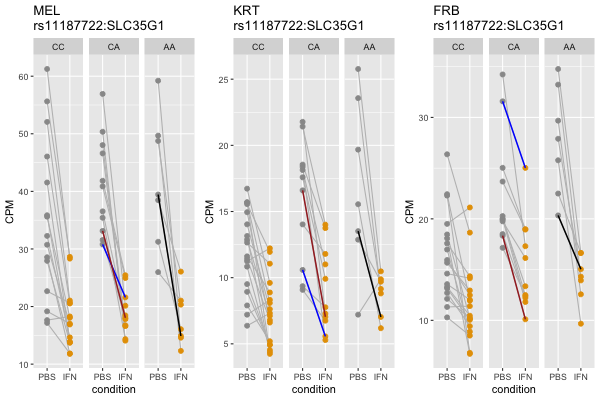 MEL
rs11187722:SLC35G1
CC CA AA
60
50
40
30
20
10
CPM
PBS IFN PBS IFN PBS IFN
condition
KRT
rs11187722:SLC35G1
CC CA AA
25
20
15
10
5
CPM
PBS IFN PBS IFN PBS IFN
condition
FRB
rs11187722:SLC35G1
CC CA AA
30
20
10
CPM
PBS IFN PBS IFN PBS IFN
condition